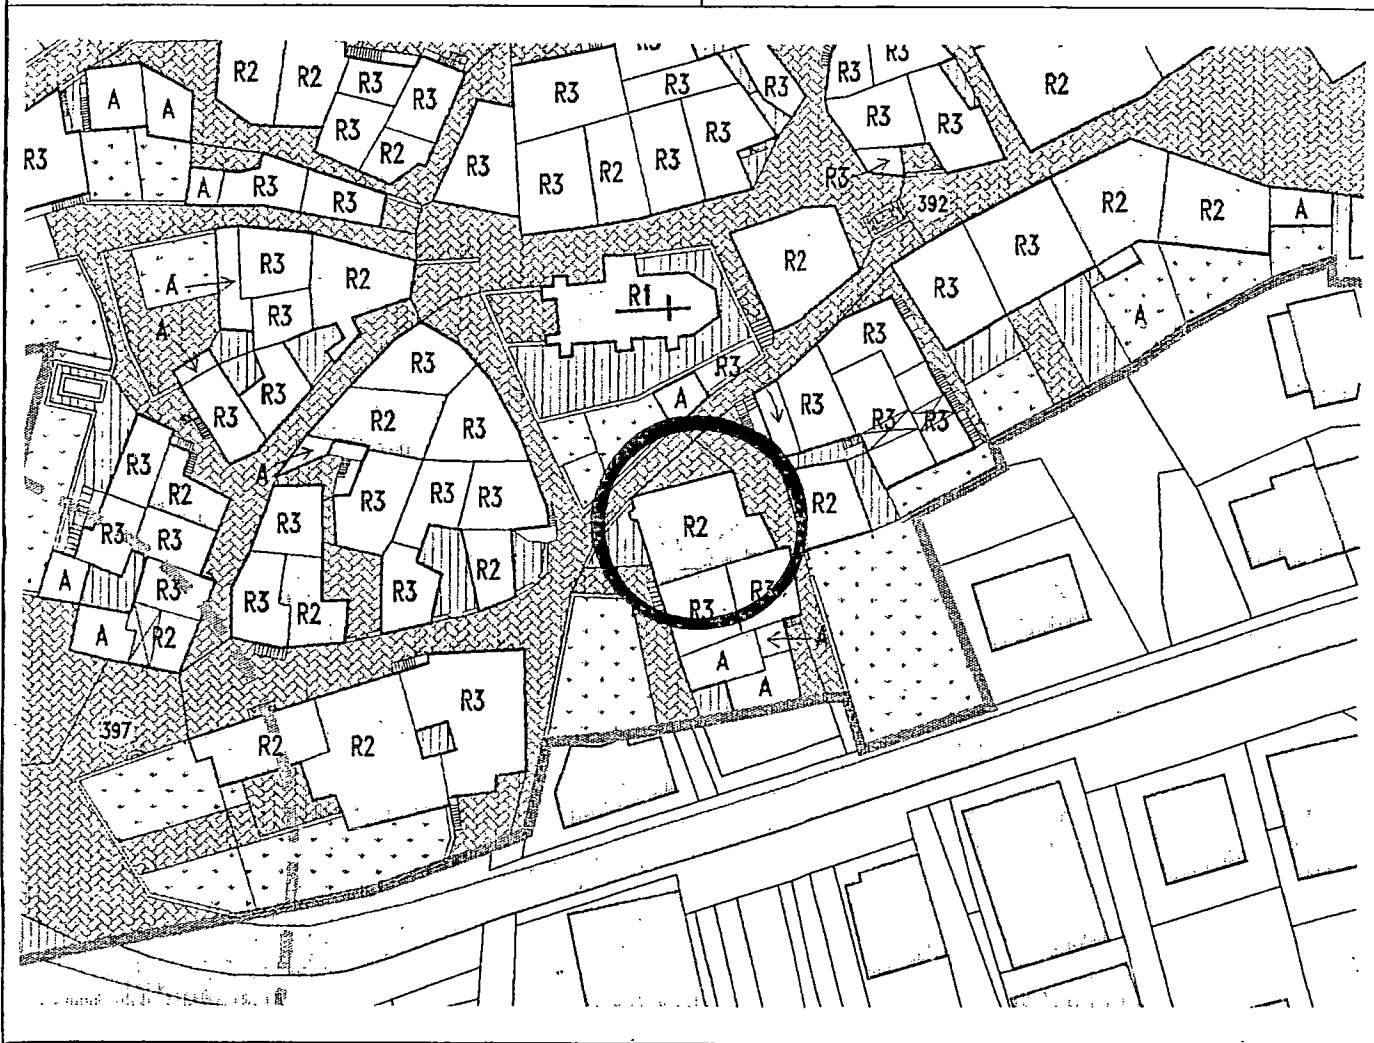 R2 R2 R3 R3 R3 R3 R3 R3 R3 R2
A A R3 R3 R3 R3 R3
R3 R2 R3 R3 R2 R3
A R3 R3 R3 392 R2 R2 A
A R3 R2 R1 R2 R3 R3
A R3 R3 R3 A
R3 R3 R2 R3 A R3 R3 R3
R3 R2 A R3 R3 R3 R2
R3 R3 R3 R2
A R3 R3 R2 R3 R2 R3 R3 R3
A R2 A A A
397 R2 R2 R3